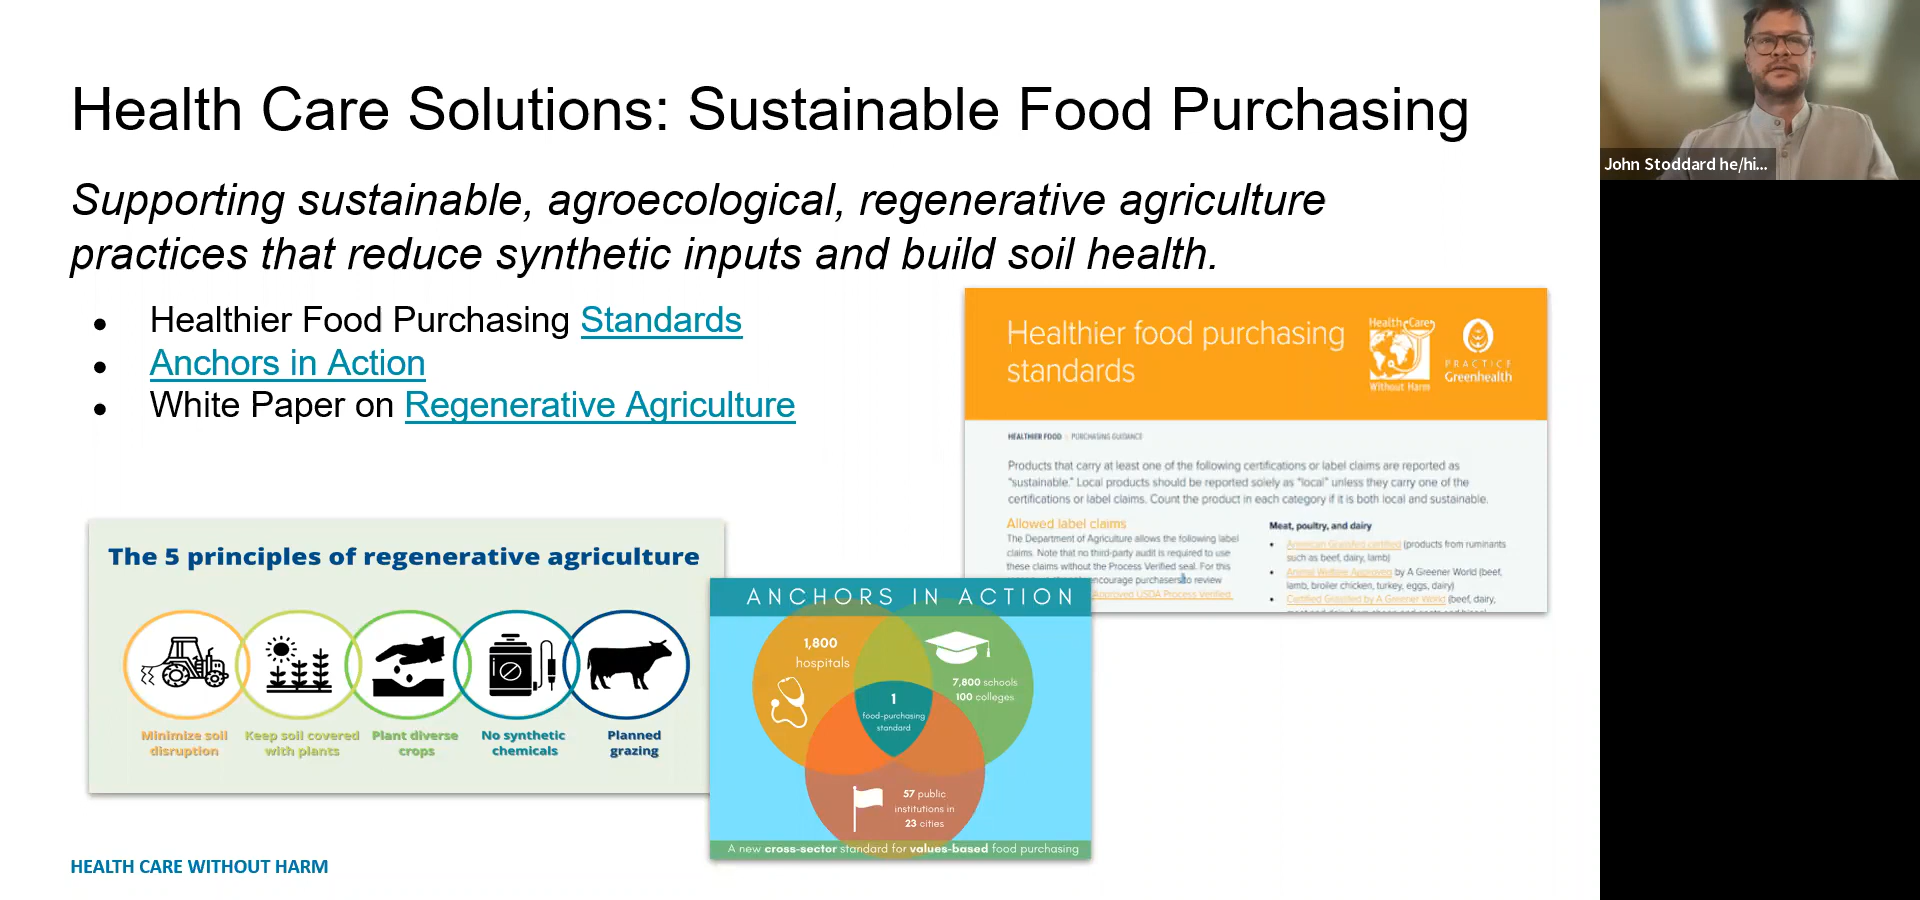 Health Care Solutions: Sustainable Food Purchasing
Supporting sustainable, agroecological, regenerative agriculture
practices that reduce synthetic inputs and build soil health.
Healthier Food Purchasing Standards
Anchors in Action
White Paper on Regenerative Agriculture
Healthier food purchasing
standards
Health Care
Without Harm
PRACTICE
Greenhealth
HEALTHIER FOOD
PURCHASING GUIDANCE
Products that carry at least one of the following certifications or label claims are reported as
"sustainable." Local products should be reported solely as "local" unless they carry one of the
certifications or label claims. Count the product in each category if it is both local and sustainable.
Allowed label claims
The Department of Agriculture allows the following label
claims. Note that no third-party audit is required to use
these claims without the Process Verified seal. For this
encourage purchasers to review
Approved USDA Process Verified
Meat, poultry, and dairy
American Grassfed certified (products from ruminants
such as beef, dairy, lamb)
Animal Welfare Approved by A Greener World (beef,
lamb, broiler chicken, turkey, eggs, dairy)
Certified Grassfed by A Greener World (beef, dairy,
The 5 principles of regenerative agriculture
Minimize soil
disruption
Keep soil covered
with plants
Plant diverse
crops
No synthetic
chemicals
Planned
grazing
ANCHORS IN ACTION
1,800
hospitals
7,800 schools
100 colleges
1
food-purchasing
standard
57 public
institutions in
23 cities
A new cross-sector standard for values-based food purchasing
HEALTH CARE WITHOUT HARM
John Stoddard he/hi...